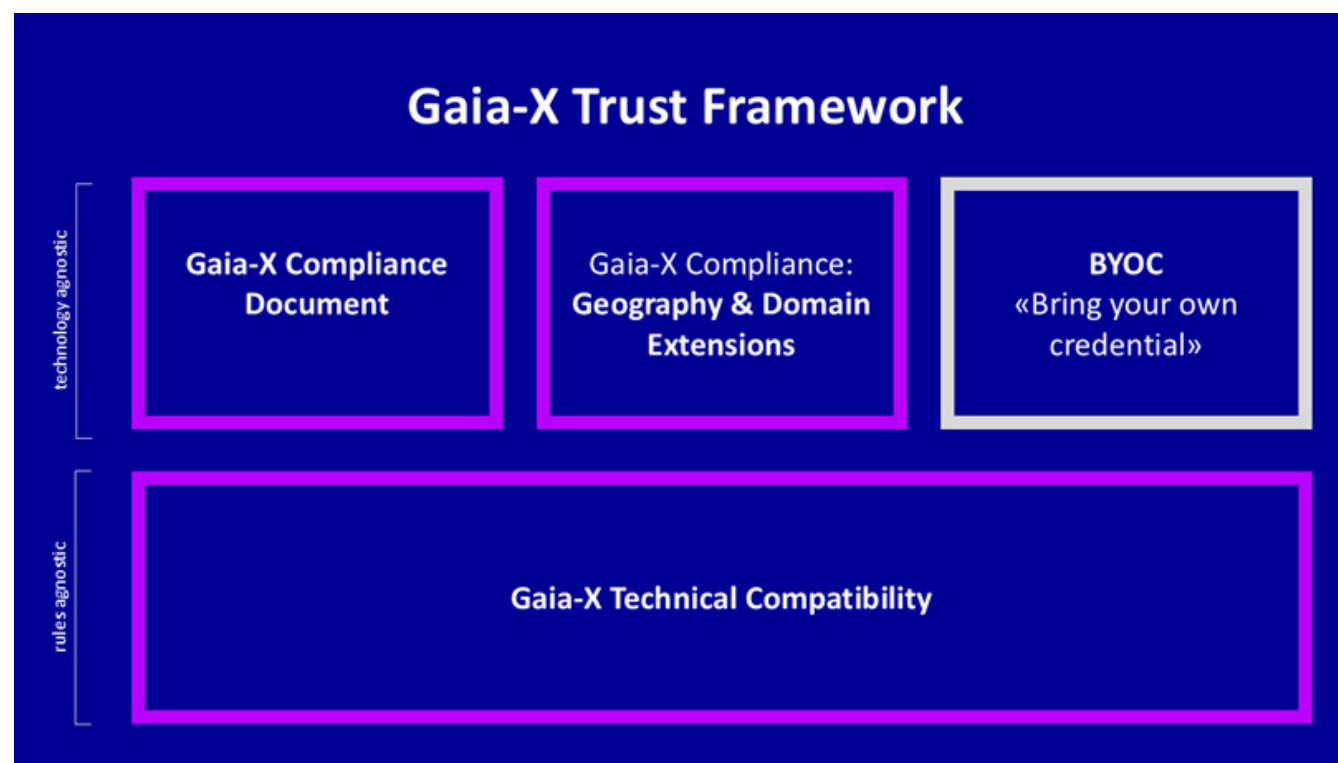 Gaia-X Trust Framework
technology agnostic
Gaia-X Compliance
Document
Gaia-X Compliance:
Geography & Domain
Extensions
BYOC
«Bring your own
credential»
rules agnostic
Gaia-X Technical Compatibility